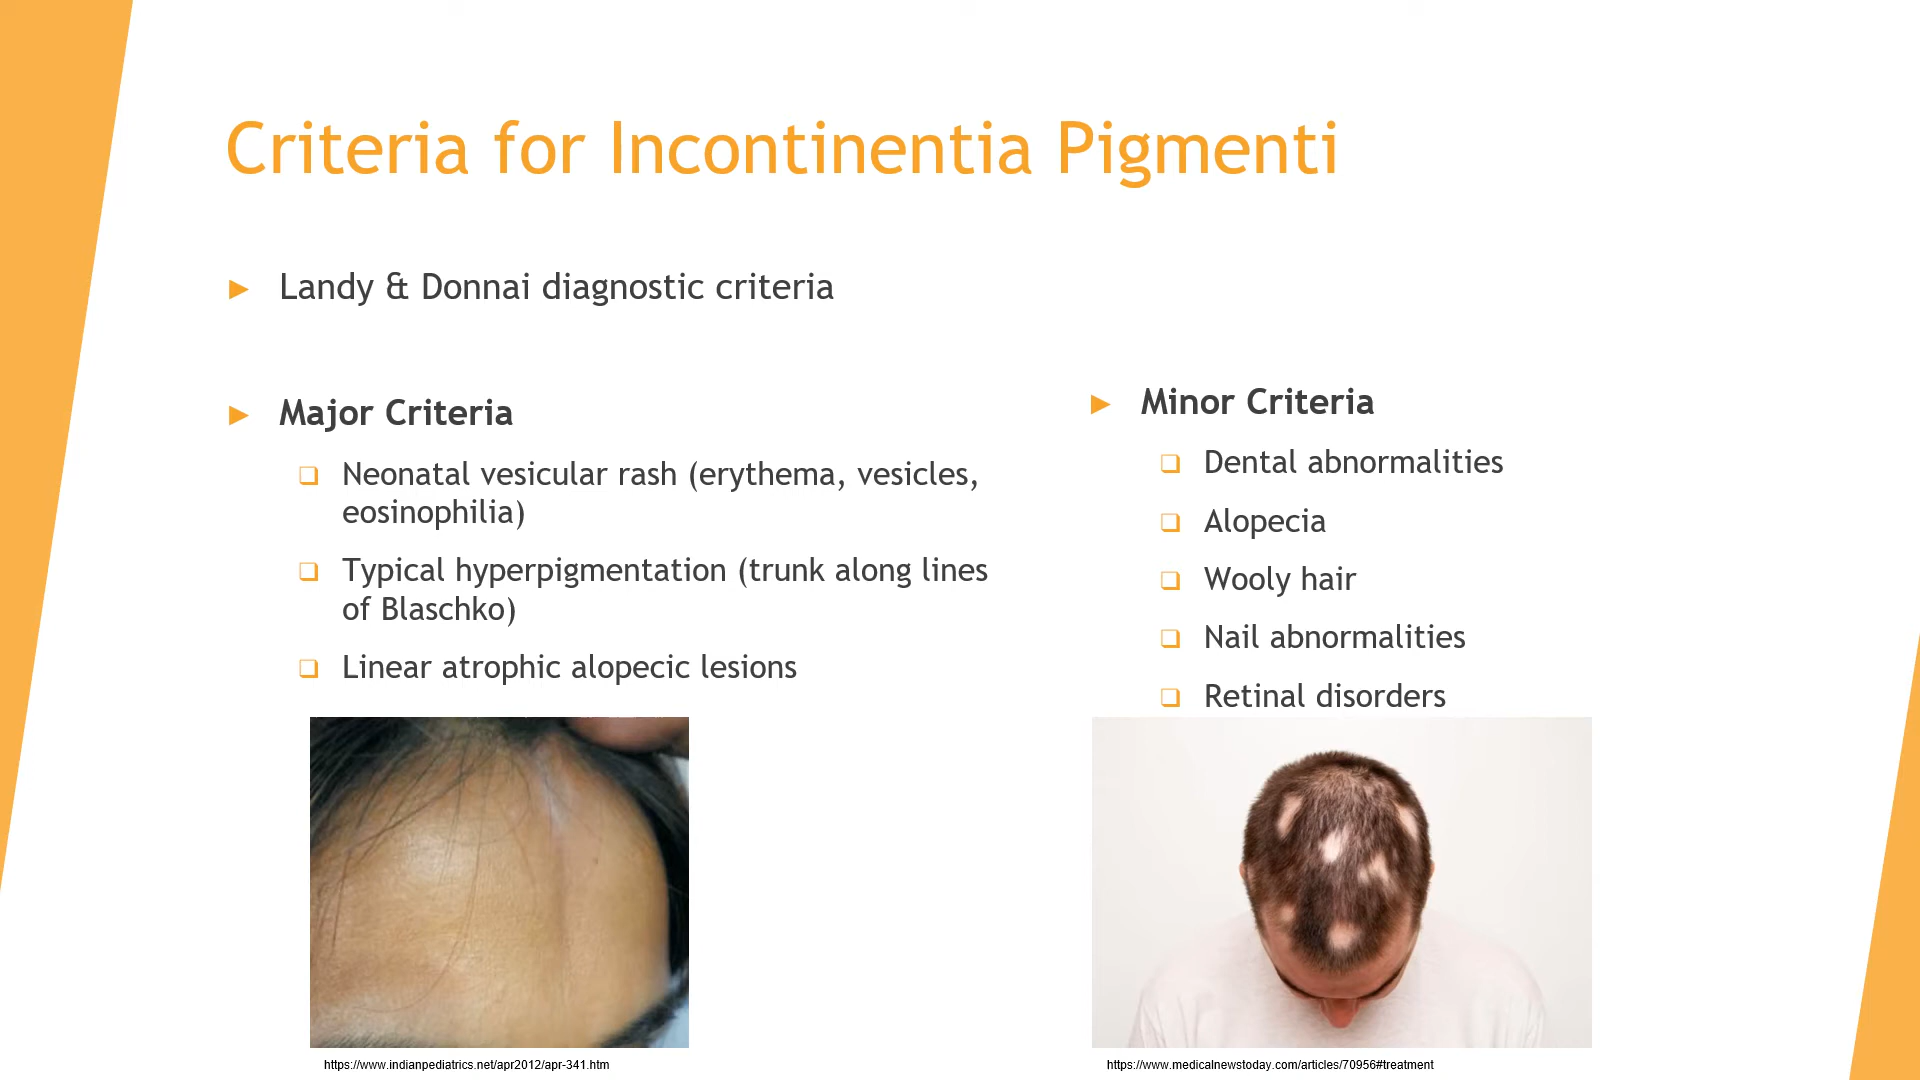 Criteria for Incontinentia Pigmenti
► Landy & Donnai diagnostic criteria
► Major Criteria
❑ Neonatal vesicular rash (erythema, vesicles,
eosinophilia)
❑ Typical hyperpigmentation (trunk along lines
of Blaschko)
❑ Linear atrophic alopecic lesions
https://www.indianpediatrics.net/apr2012/apr-341.htm
► Minor Criteria
❑ Dental abnormalities
❑ Alopecia
❑ Wooly hair
❑ Nail abnormalities
❑ Retinal disorders
https://www.medicalnewstoday.com/articles/70956#treatment